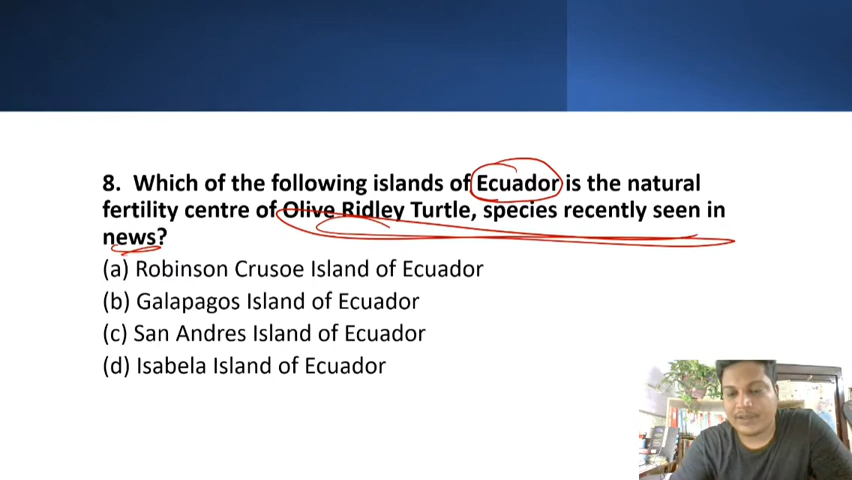 8. Which of the following islands of Ecuador is the natural
fertility centre of Olive Ridley Turtle, species recently seen in
news?
(a) Robinson Crusoe Island of Ecuador
(b) Galapagos Island of Ecuador
(c) San Andres Island of Ecuador
(d) Isabela Island of Ecuador